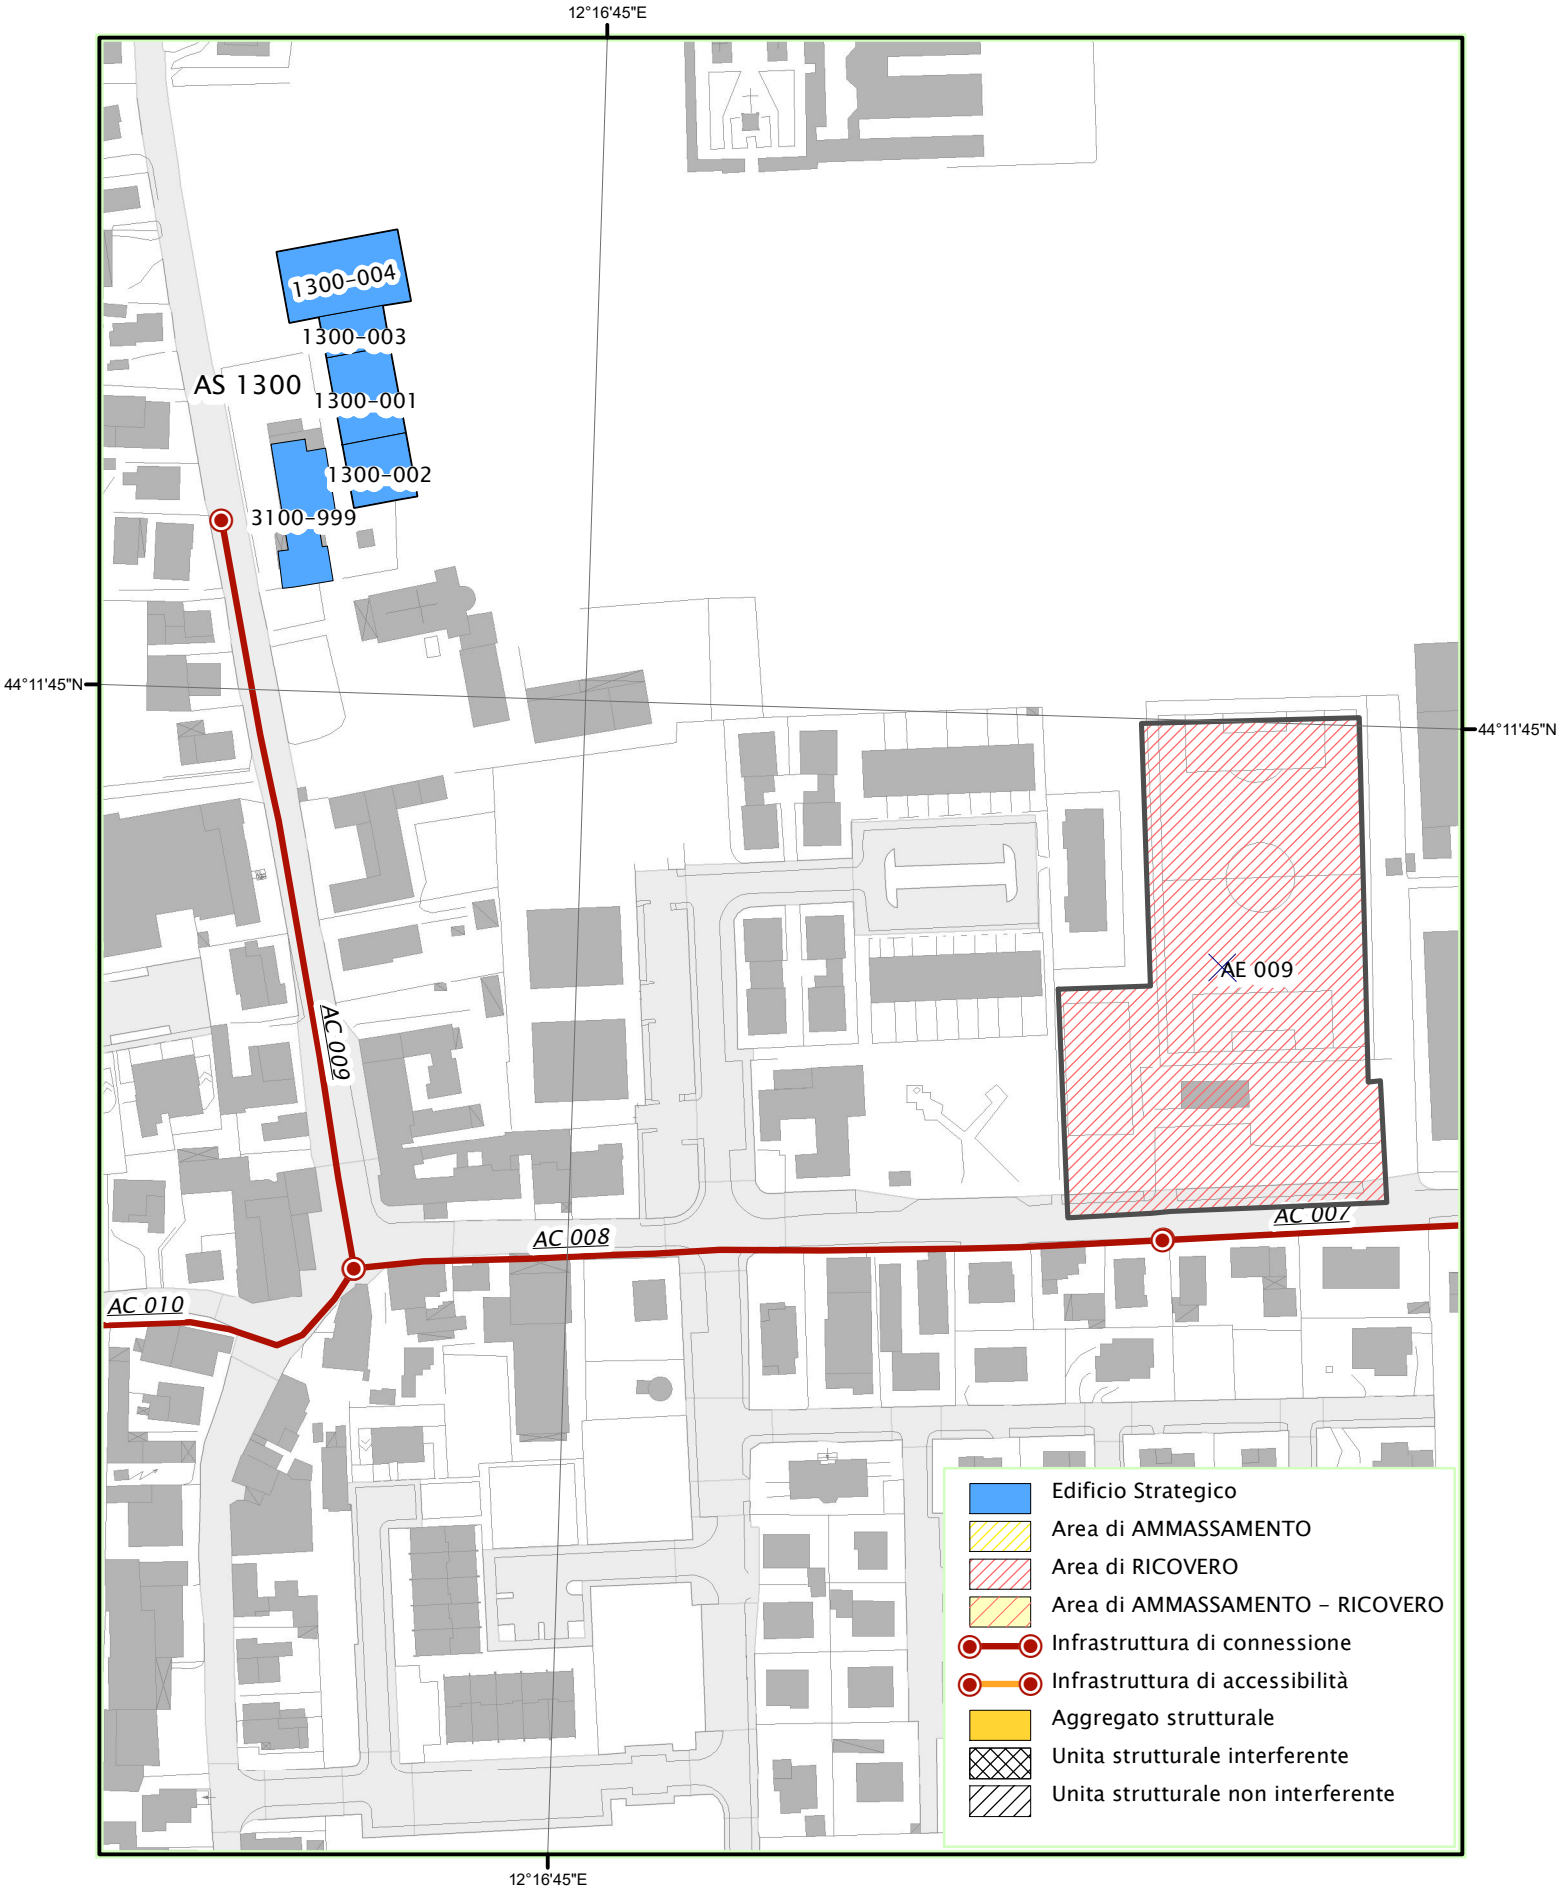 12°16'45"E
1300-004
1300-003
AS 1300
1300-001
1300-002
3100-999
44°11'45"N
44°11'45"N
AE 009
AC 009
AC 007
AC 008
AC 010
Edificio Strategico
Area di AMMASSAMENTO
Area di RICOVERO
Area di AMMASSAMENTO - RICOVERO
Infrastruttura di connessione
Infrastruttura di accessibilità
Aggregato strutturale
Unita strutturale interferente
Unita strutturale non interferente
12°16'45"E